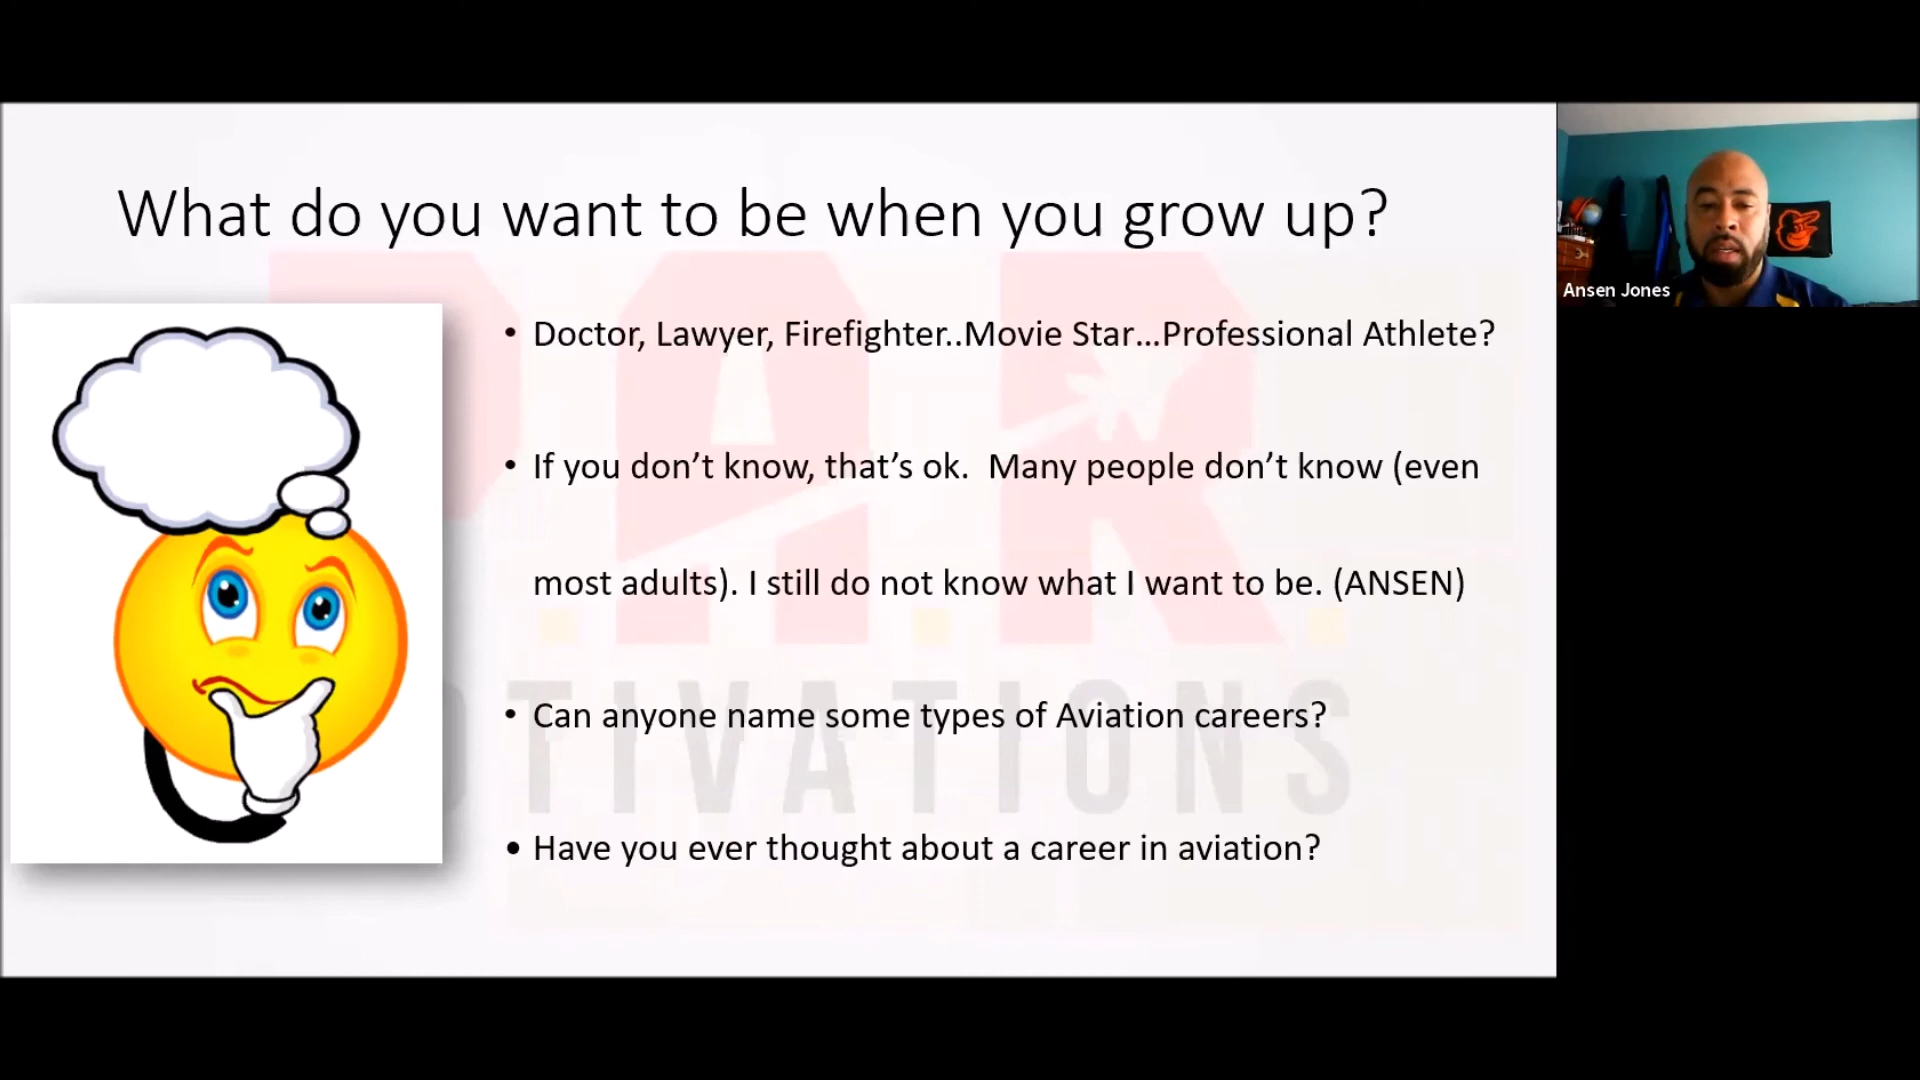 What do you want to be when you grow up?
• Doctor, Lawyer, Firefighter..Movie Star...Professional Athlete?
• If you don’t know, that’s ok.  Many people don’t know (even
most adults). I still do not know what I want to be. (ANSEN)
• Can anyone name some types of Aviation careers?
• Have you ever thought about a career in aviation?
P.A.R.
OTIVATIONS
Ansen Jones